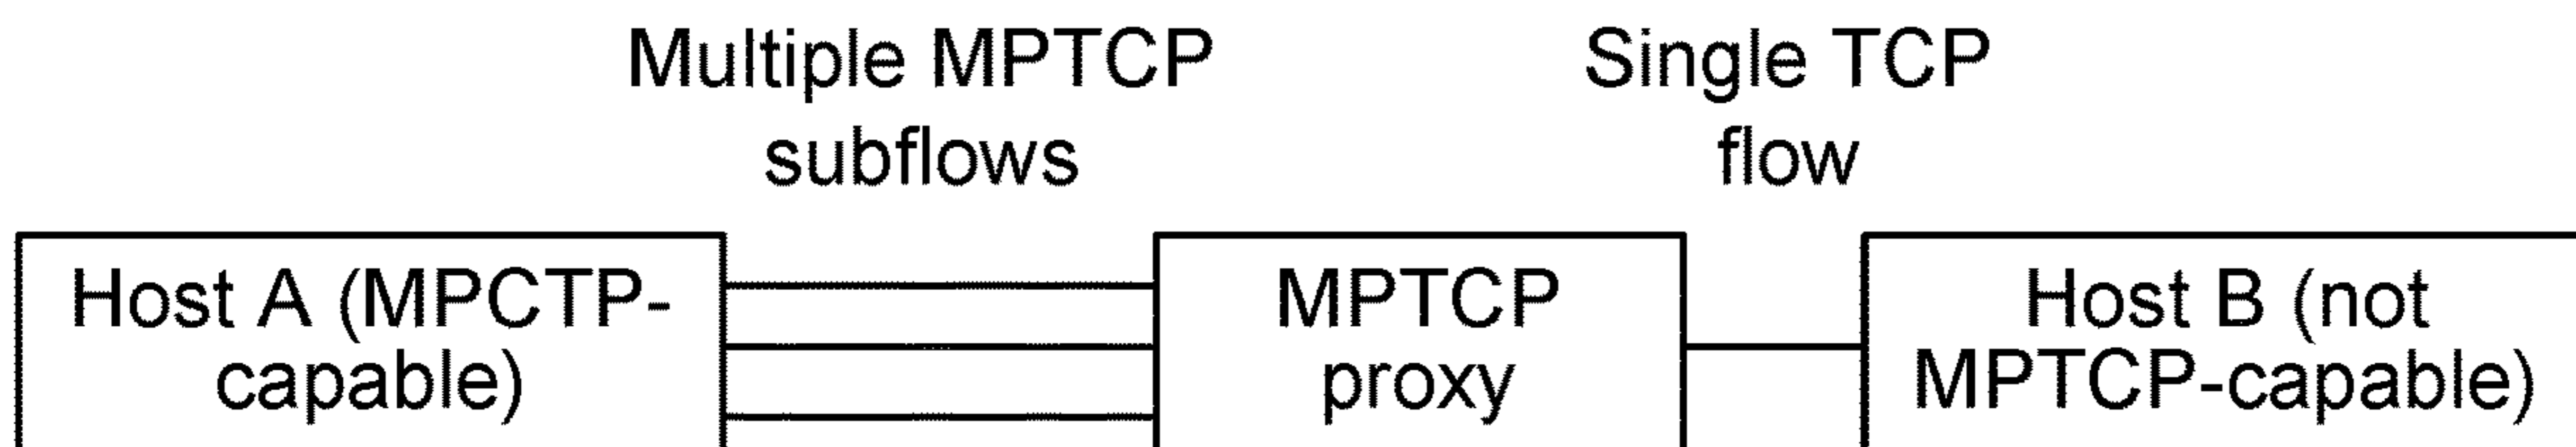 Multiple MPTCP
subflows
Single TCP
flow
Host A (MPCTP-
capable)
MPTCP
proxy
Host B (not
MPTCP-capable)